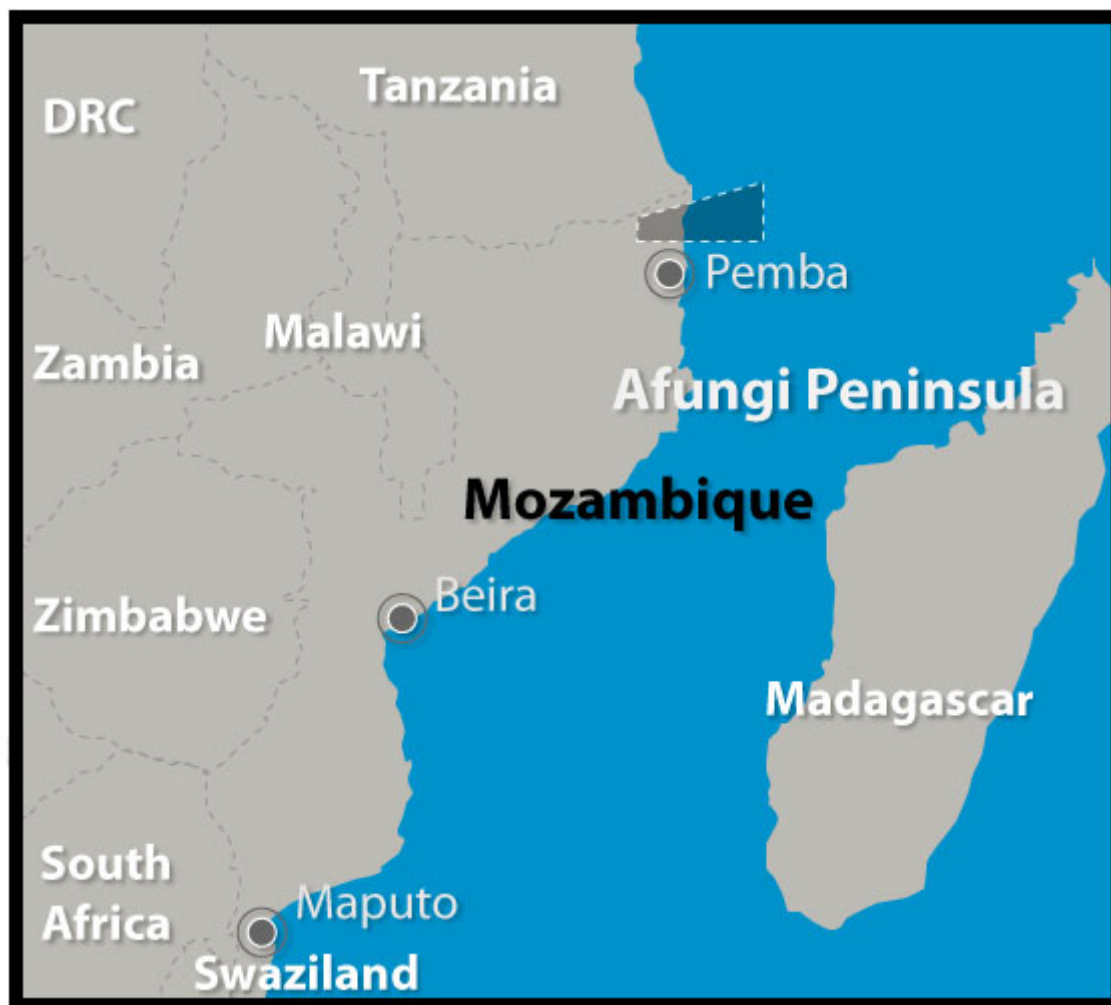 Tanzania
DRC
Pemba
Malawi
Zambia
Afungi Peninsula
Mozambique
Beira
Zimbabwe
Madagascar
South
Africa
Maputo
Swaziland